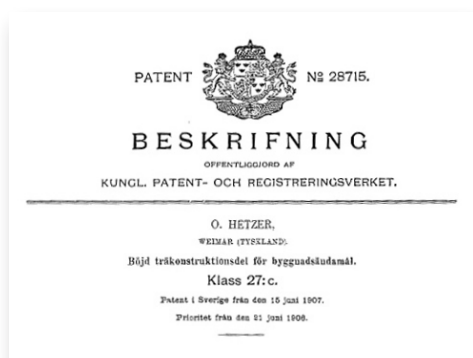 PATENT № 28715.
BESKRIFNING
OFFENTLIGGJORD AF
KUNGL. PATENT- OCH REGISTRERINGSVERKET.
O. HETZER,
WEIMAR (TYSKLAND).
Böjd träkonstruktionsdel för byggnadsändamål.
Klass 27: c.
Patent i Sverige från den 15 juni 1907.
Prioritet från den 21 juni 1906.